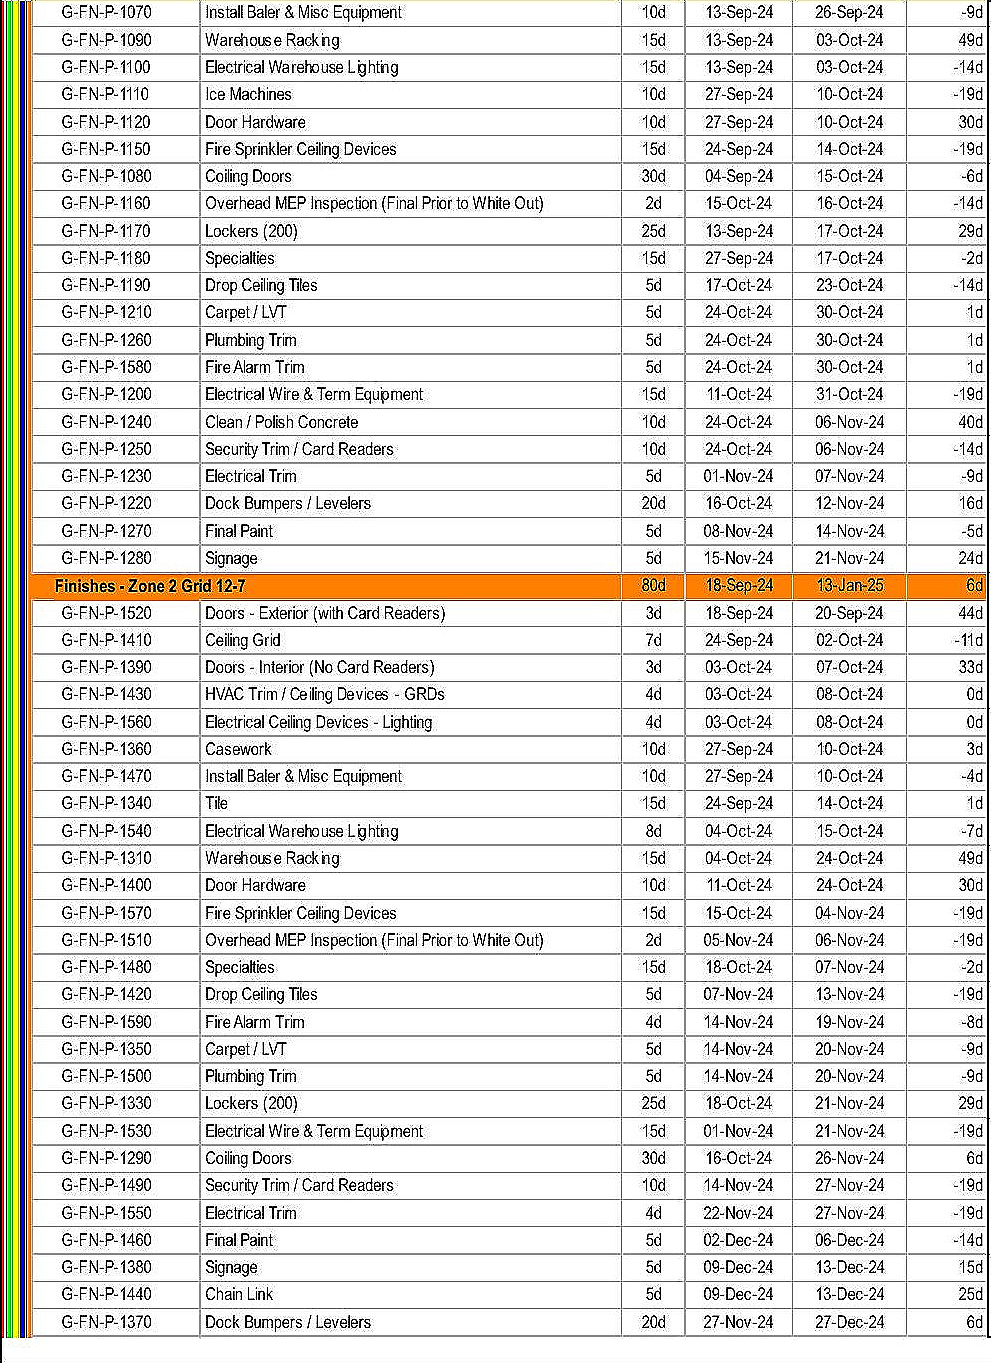 G-FN-P-1070 Install Baler & Misc Equipment 10d 13-Sep-24 26-Sep-24 -9d
G-FN-P-1090 Warehouse Racking 15d 13-Sep-24 03-Oct-24 49d
G-FN-P-1100 Electrical Warehouse Lighting 15d 13-Sep-24 03-Oct-24 -14d
G-FN-P-1110 Ice Machines 10d 27-Sep-24 10-Oct-24 -19d
G-FN-P-1120 Door Hardware 10d 27-Sep-24 10-Oct-24 30d
G-FN-P-1150 Fire Sprinkler Ceiling Devices 15d 24-Sep-24 14-Oct-24 -19d
G-FN-P-1080 Coiling Doors 30d 04-Sep-24 15-Oct-24 -6d
G-FN-P-1160 Overhead MEP Inspection (Final Prior to White Out) 2d 15-Oct-24 16-Oct-24 -14d
G-FN-P-1170 Lockers (200) 25d 13-Sep-24 17-Oct-24 29d
G-FN-P-1180 Specialties 15d 27-Sep-24 17-Oct-24 -2d
G-FN-P-1190 Drop Ceiling Tiles 5d 17-Oct-24 23-Oct-24 -14d
G-FN-P-1210 Carpet / LVT 5d 24-Oct-24 30-Oct-24 1d
G-FN-P-1260 Plumbing Trim 5d 24-Oct-24 30-Oct-24 1d
G-FN-P-1580 Fire Alarm Trim 5d 24-Oct-24 30-Oct-24 1d
G-FN-P-1200 Electrical Wire & Term Equipment 15d 11-Oct-24 31-Oct-24 -19d
G-FN-P-1240 Clean / Polish Concrete 10d 24-Oct-24 06-Nov-24 40d
G-FN-P-1250 Security Trim / Card Readers 10d 24-Oct-24 06-Nov-24 -14d
G-FN-P-1230 Electrical Trim 5d 01-Nov-24 07-Nov-24 -9d
G-FN-P-1220 Dock Bumpers / Levelers 20d 16-Oct-24 12-Nov-24 16d
G-FN-P-1270 Final Paint 5d 08-Nov-24 14-Nov-24 -5d
G-FN-P-1280 Signage 5d 15-Nov-24 21-Nov-24 24d
Finishes - Zone 2 Grid 12-7 80d 18-Sep-24 13-Jan-25 6d
G-FN-P-1520 Doors - Exterior (with Card Readers) 3d 18-Sep-24 20-Sep-24 44d
G-FN-P-1410 Ceiling Grid 7d 24-Sep-24 02-Oct-24 -11d
G-FN-P-1390 Doors - Interior (No Card Readers) 3d 03-Oct-24 07-Oct-24 33d
G-FN-P-1430 HVAC Trim / Ceiling Devices - GRDs 4d 03-Oct-24 08-Oct-24 0d
G-FN-P-1560 Electrical Ceiling Devices - Lighting 4d 03-Oct-24 08-Oct-24 0d
G-FN-P-1360 Casework 10d 27-Sep-24 10-Oct-24 3d
G-FN-P-1470 Install Baler & Misc Equipment 10d 27-Sep-24 10-Oct-24 -4d
G-FN-P-1340 Tile 15d 24-Sep-24 14-Oct-24 1d
G-FN-P-1540 Electrical Warehouse Lighting 8d 04-Oct-24 15-Oct-24 -7d
G-FN-P-1310 Warehouse Racking 15d 04-Oct-24 24-Oct-24 49d
G-FN-P-1400 Door Hardware 10d 11-Oct-24 24-Oct-24 30d
G-FN-P-1570 Fire Sprinkler Ceiling Devices 15d 15-Oct-24 04-Nov-24 -19d
G-FN-P-1510 Overhead MEP Inspection (Final Prior to White Out) 2d 05-Nov-24 06-Nov-24 -19d
G-FN-P-1480 Specialties 15d 18-Oct-24 07-Nov-24 -2d
G-FN-P-1420 Drop Ceiling Tiles 5d 07-Nov-24 13-Nov-24 -19d
G-FN-P-1590 Fire Alarm Trim 4d 14-Nov-24 19-Nov-24 -8d
G-FN-P-1350 Carpet / LVT 5d 14-Nov-24 20-Nov-24 -9d
G-FN-P-1500 Plumbing Trim 5d 14-Nov-24 20-Nov-24 -9d
G-FN-P-1330 Lockers (200) 25d 18-Oct-24 21-Nov-24 29d
G-FN-P-1530 Electrical Wire & Term Equipment 15d 01-Nov-24 21-Nov-24 -19d
G-FN-P-1290 Coiling Doors 30d 16-Oct-24 26-Nov-24 6d
G-FN-P-1490 Security Trim / Card Readers 10d 14-Nov-24 27-Nov-24 -19d
G-FN-P-1550 Electrical Trim 4d 22-Nov-24 27-Nov-24 -19d
G-FN-P-1460 Final Paint 5d 02-Dec-24 06-Dec-24 -14d
G-FN-P-1380 Signage 5d 09-Dec-24 13-Dec-24 15d
G-FN-P-1440 Chain Link 5d 09-Dec-24 13-Dec-24 25d
G-FN-P-1370 Dock Bumpers / Levelers 20d 27-Nov-24 27-Dec-24 6d